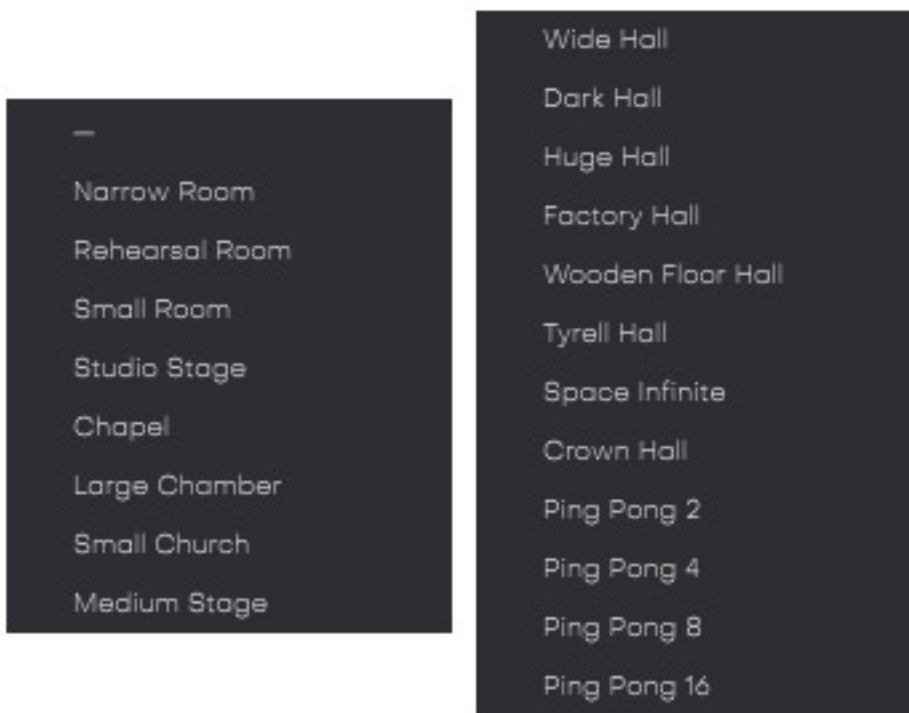 —
Narrow Room
Rehearsal Room
Small Room
Studio Stage
Chapel
Large Chamber
Small Church
Medium Stage
Wide Hall
Dark Hall
Huge Hall
Factory Hall
Wooden Floor Hall
Tyrell Hall
Space Infinite
Crown Hall
Ping Pong 2
Ping Pong 4
Ping Pong 8
Ping Pong 16